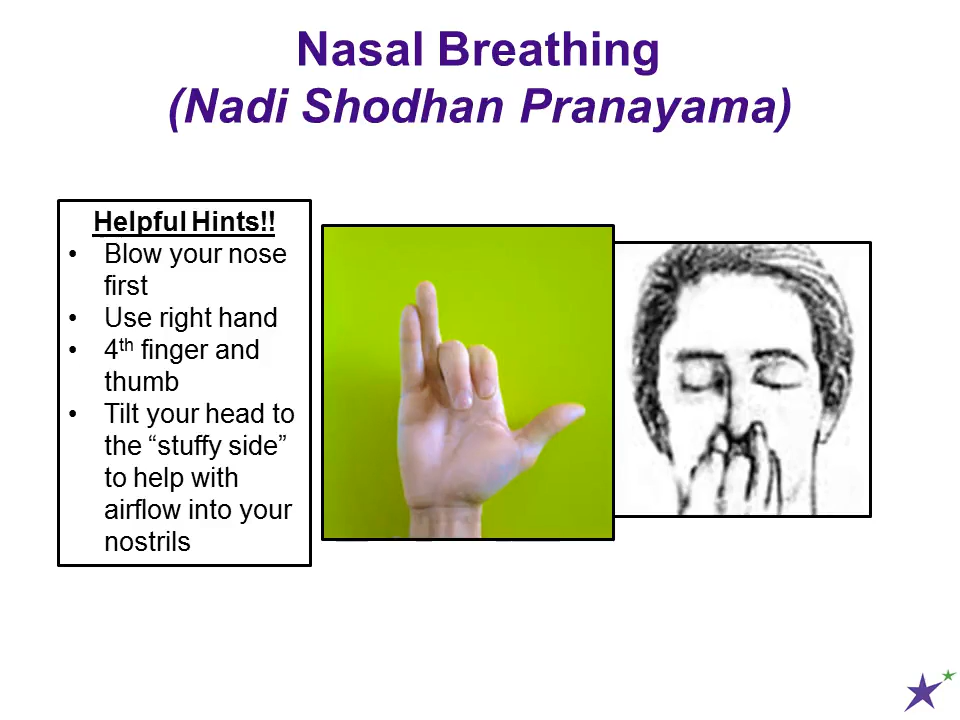 Nasal Breathing
(Nadi Shodhan Pranayama)
Helpful Hints!!
• Blow your nose
first
• Use right hand
• 4th finger and
thumb
• Tilt your head to
the “stuffy side”
to help with
airflow into your
nostrils